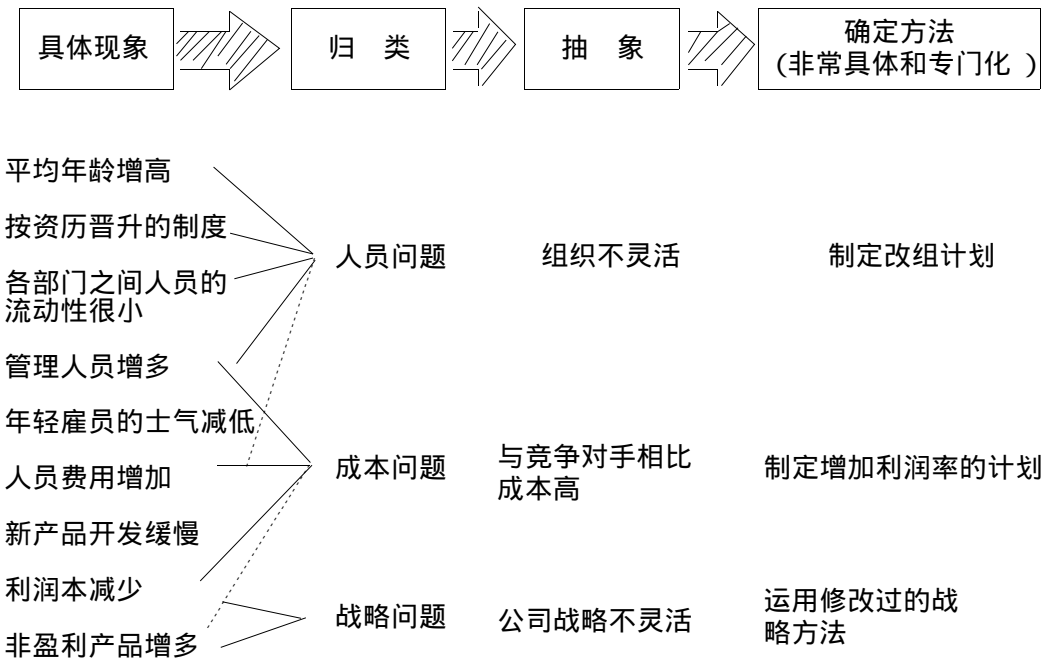 具体现象
归 类
抽 象
确定方法
(非常具体和专门化 )
平均年龄增高
按资历晋升的制度
各部门之间人员的
流动性很小
管理人员增多
年轻雇员的士气减低
人员费用增加
新产品开发缓慢
利润本减少
非盈利产品增多
人员问题
组织不灵活
制定改组计划
成本问题
与竞争对手相比
成本高
制定增加利润率的计划
战略问题
公司战略不灵活
运用修改过的战
略方法